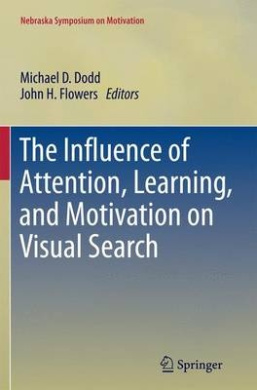 Nebraska Symposium on Motivation
Michael D. Dodd
John H. Flowers Editors
The Influence of
Attention, Learning,
and Motivation on
Visual Search
Springer